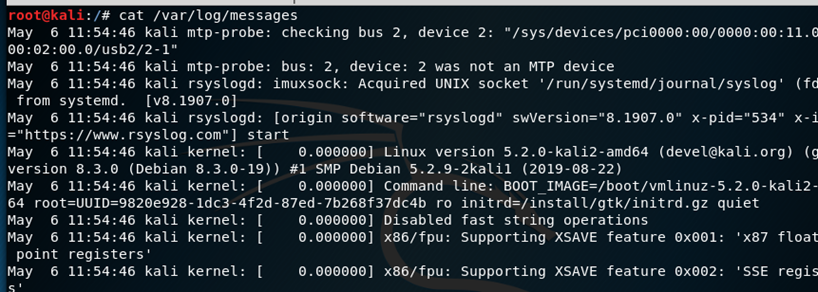 root@kali:/# cat /var/log/messages
May  6 11:54:46 kali mtp-probe: checking bus 2, device 2: "/sys/devices/pci0000:00/0000:00:11.0
00:02:00.0/usb2/2-1"
May  6 11:54:46 kali mtp-probe: bus: 2, device: 2 was not an MTP device
May  6 11:54:46 kali rsyslogd: imuxsock: Acquired UNIX socket '/run/systemd/journal/syslog' (fd
 from systemd.  [v8.1907.0]
May  6 11:54:46 kali rsyslogd: [origin software="rsyslogd" swVersion="8.1907.0" x-pid="534" x-i
="https://www.rsyslog.com"] start
May  6 11:54:46 kali kernel: [    0.000000] Linux version 5.2.0-kali2-amd64 (devel@kali.org) (g
version 8.3.0 (Debian 8.3.0-19)) #1 SMP Debian 5.2.9-2kali1 (2019-08-22)
May  6 11:54:46 kali kernel: [    0.000000] Command line: BOOT_IMAGE=/boot/vmlinuz-5.2.0-kali2-
64 root=UUID=9820e928-1dc3-4f2d-87ed-7b268f37dc4b ro initrd=/install/gtk/initrd.gz quiet
May  6 11:54:46 kali kernel: [    0.000000] Disabled fast string operations
May  6 11:54:46 kali kernel: [    0.000000] x86/fpu: Supporting XSAVE feature 0x001: 'x87 float
 point registers'
May  6 11:54:46 kali kernel: [    0.000000] x86/fpu: Supporting XSAVE feature 0x002: 'SSE regis
s'